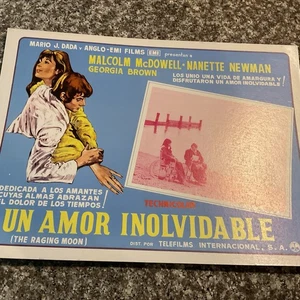 MARIO J. DADA y ANGLO-EMI FILMS EMI presentan a
MALCOLM McDOWELL - NANETTE NEWMAN
GEORGIA BROWN
LOS UNIO UNA VIDA DE AMARGURA Y
DISFRUTARON UN AMOR INOLVIDABLE
DEDICADA A LOS AMANTES
CUYAS ALMAS ABRAZAN
EL DOLOR DE LOS TIEMPOS!
TECHNICOLOR
UN AMOR INOLVIDABLE
(THE RAGING MOON)
DIST. POR TELEFILMS INTERNACIONAL, S. A.